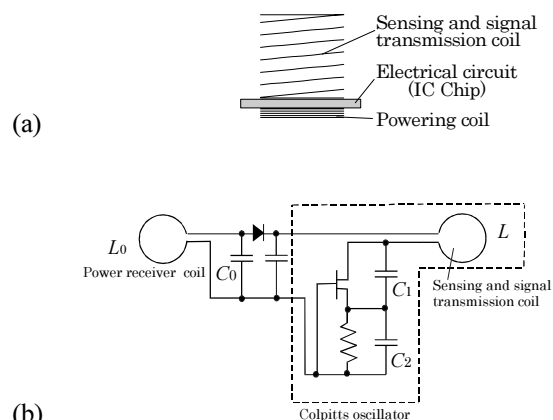 Sensing and signal
transmission coil
Electrical circuit
(IC Chip)
Powering coil
(a)
L0
Power receiver coil
C0
L
C1
Sensing and signal
transmission coil
C2
Colpitts oscillator
(b)